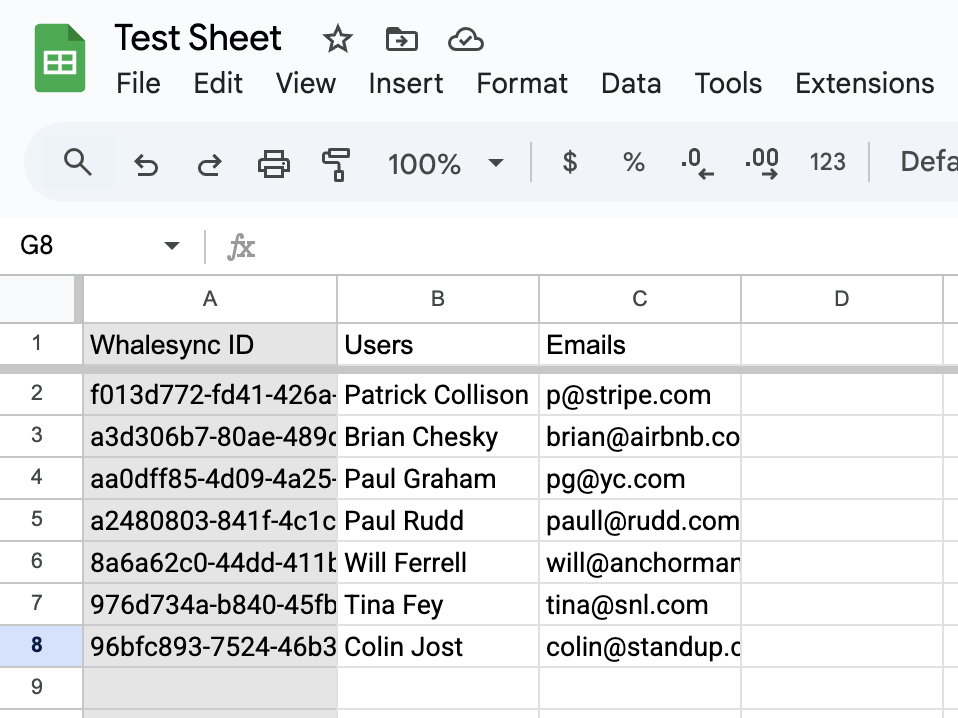 Test Sheet
File Edit View Insert Format Data Tools Extensions
100% $ % .0 .00 123 Defa
G8 fx
A B C D
1 Whalesync ID Users Emails
2 f013d772-fd41-426a- Patrick Collison p@stripe.com
3 a3d306b7-80ae-489c Brian Chesky brian@airbnb.co
4 aa0dff85-4d09-4a25- Paul Graham pg@yc.com
5 a2480803-841f-4c1c Paul Rudd paull@rudd.com
6 8a6a62c0-44dd-411b Will Ferrell will@anchorman
7 976d734a-b840-45fb Tina Fey tina@snl.com
8 96bfc893-7524-46b3 Colin Jost colin@standup.c
9